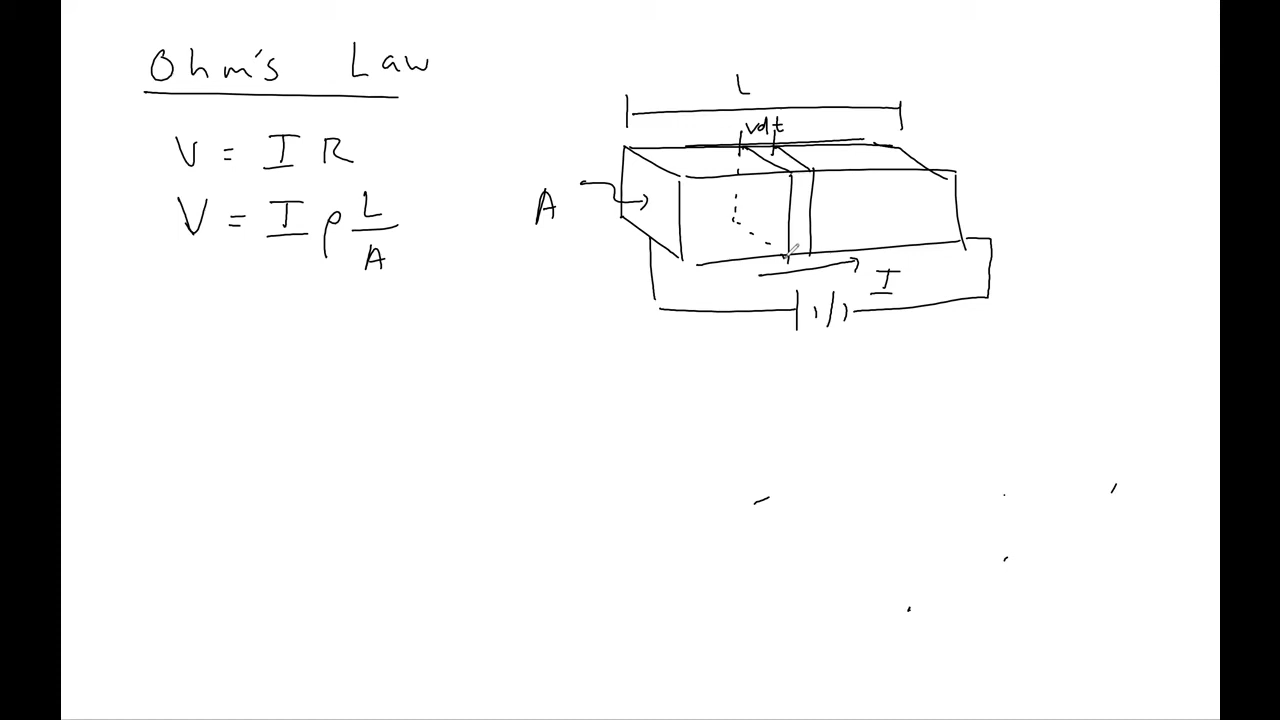 Ohm's Law
V = I R
V = I ρ L/A
L
vdt
A
I